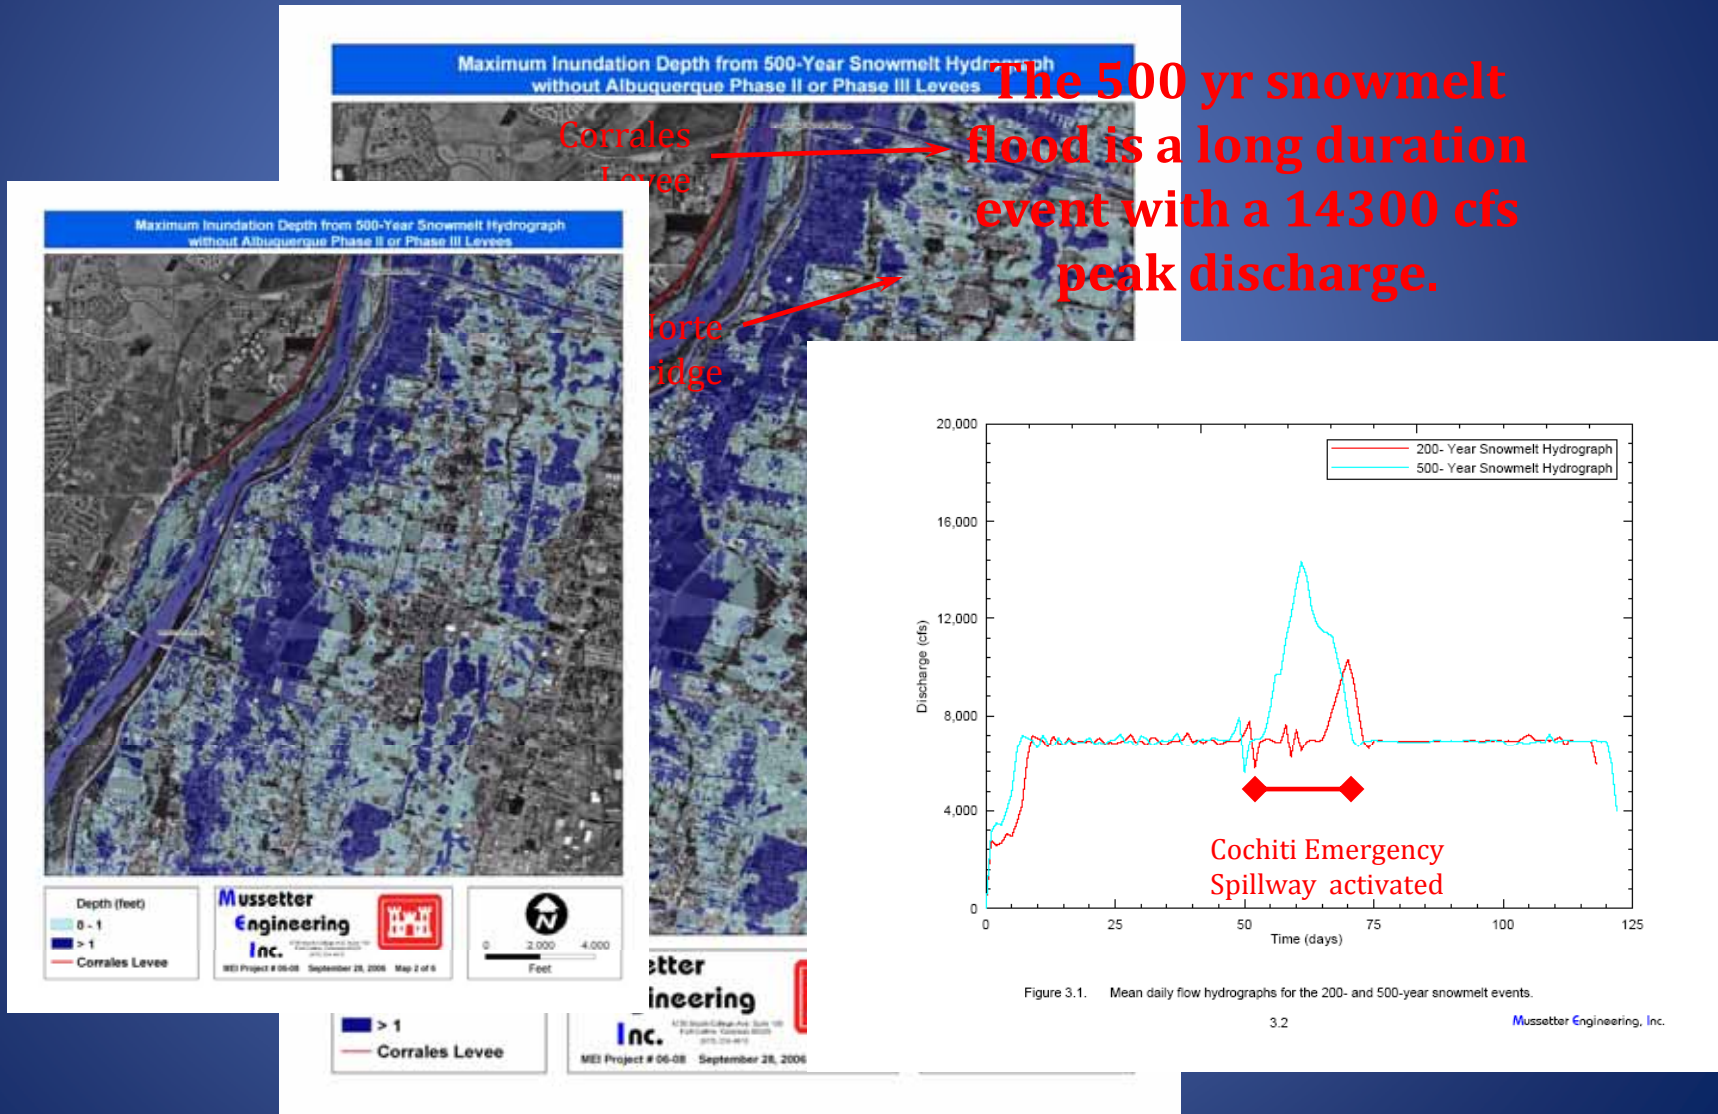 Maximum Inundation Depth from 500-Year Snowmelt Hydrograph
without Albuquerque Phase II or Phase III Levees
The 500 yr snowmelt
flood is a long duration
event with a 14300 cfs
peak discharge.
Corrales
Levee
Norte
ridge
Maximum Inundation Depth from 500-Year Snowmelt Hydrograph
without Albuquerque Phase II or Phase III Levees
Depth (feet)
0 - 1
> 1
Corrales Levee
Mussetter
Engineering
Inc.
MEI Project # 06-08 September 28, 2006 Map 2 of 6
N
0 2,000 4,000
Feet
> 1
Corrales Levee
etter
ineering
Inc.
MEI Project # 06-08 September 28, 2006
20,000
16,000
12,000
8,000
4,000
0
Discharge (cfs)
200- Year Snowmelt Hydrograph
500- Year Snowmelt Hydrograph
Cochiti Emergency
Spillway activated
0 25 50 75 100 125
Time (days)
Figure 3.1. Mean daily flow hydrographs for the 200- and 500-year snowmelt events.
3.2
Mussetter Engineering, Inc.